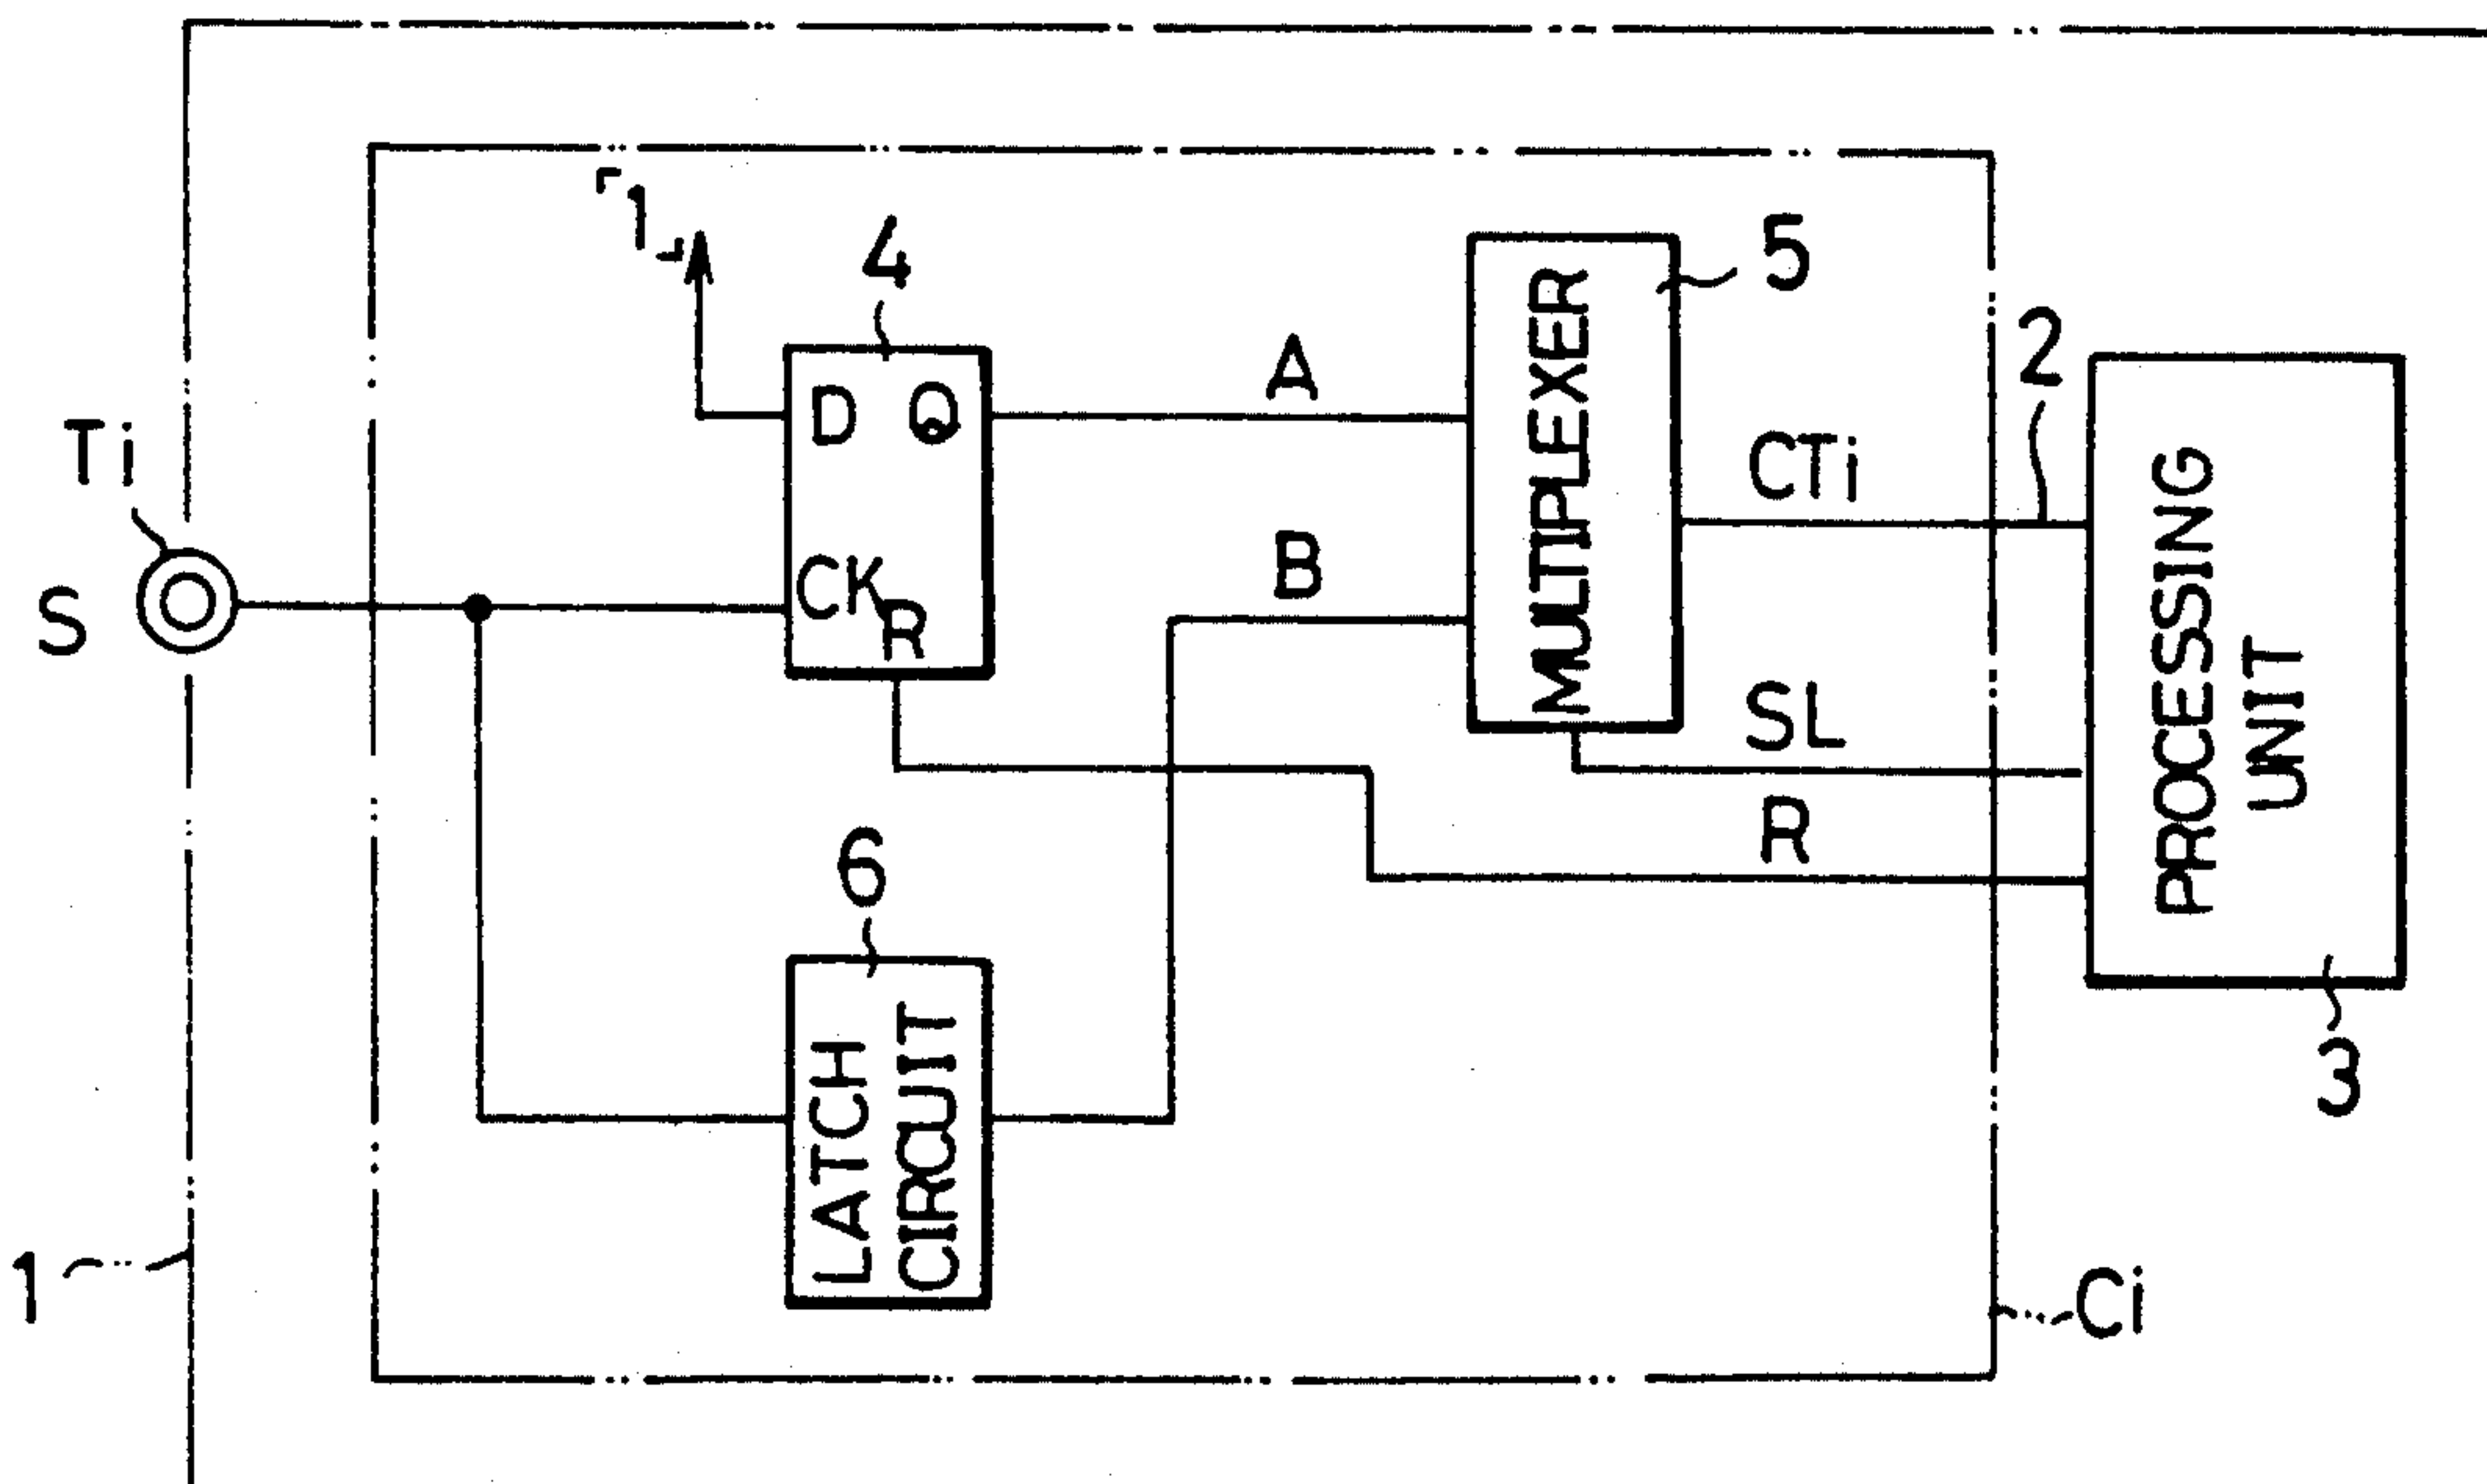 「1」
4
5
2
Ti
S
D Q
CK
R
A
B
MULTIPLEXER
CTi
SL
R
PROCESSING
UNIT
3
6
LATCH
CIRCUIT
1
Ci